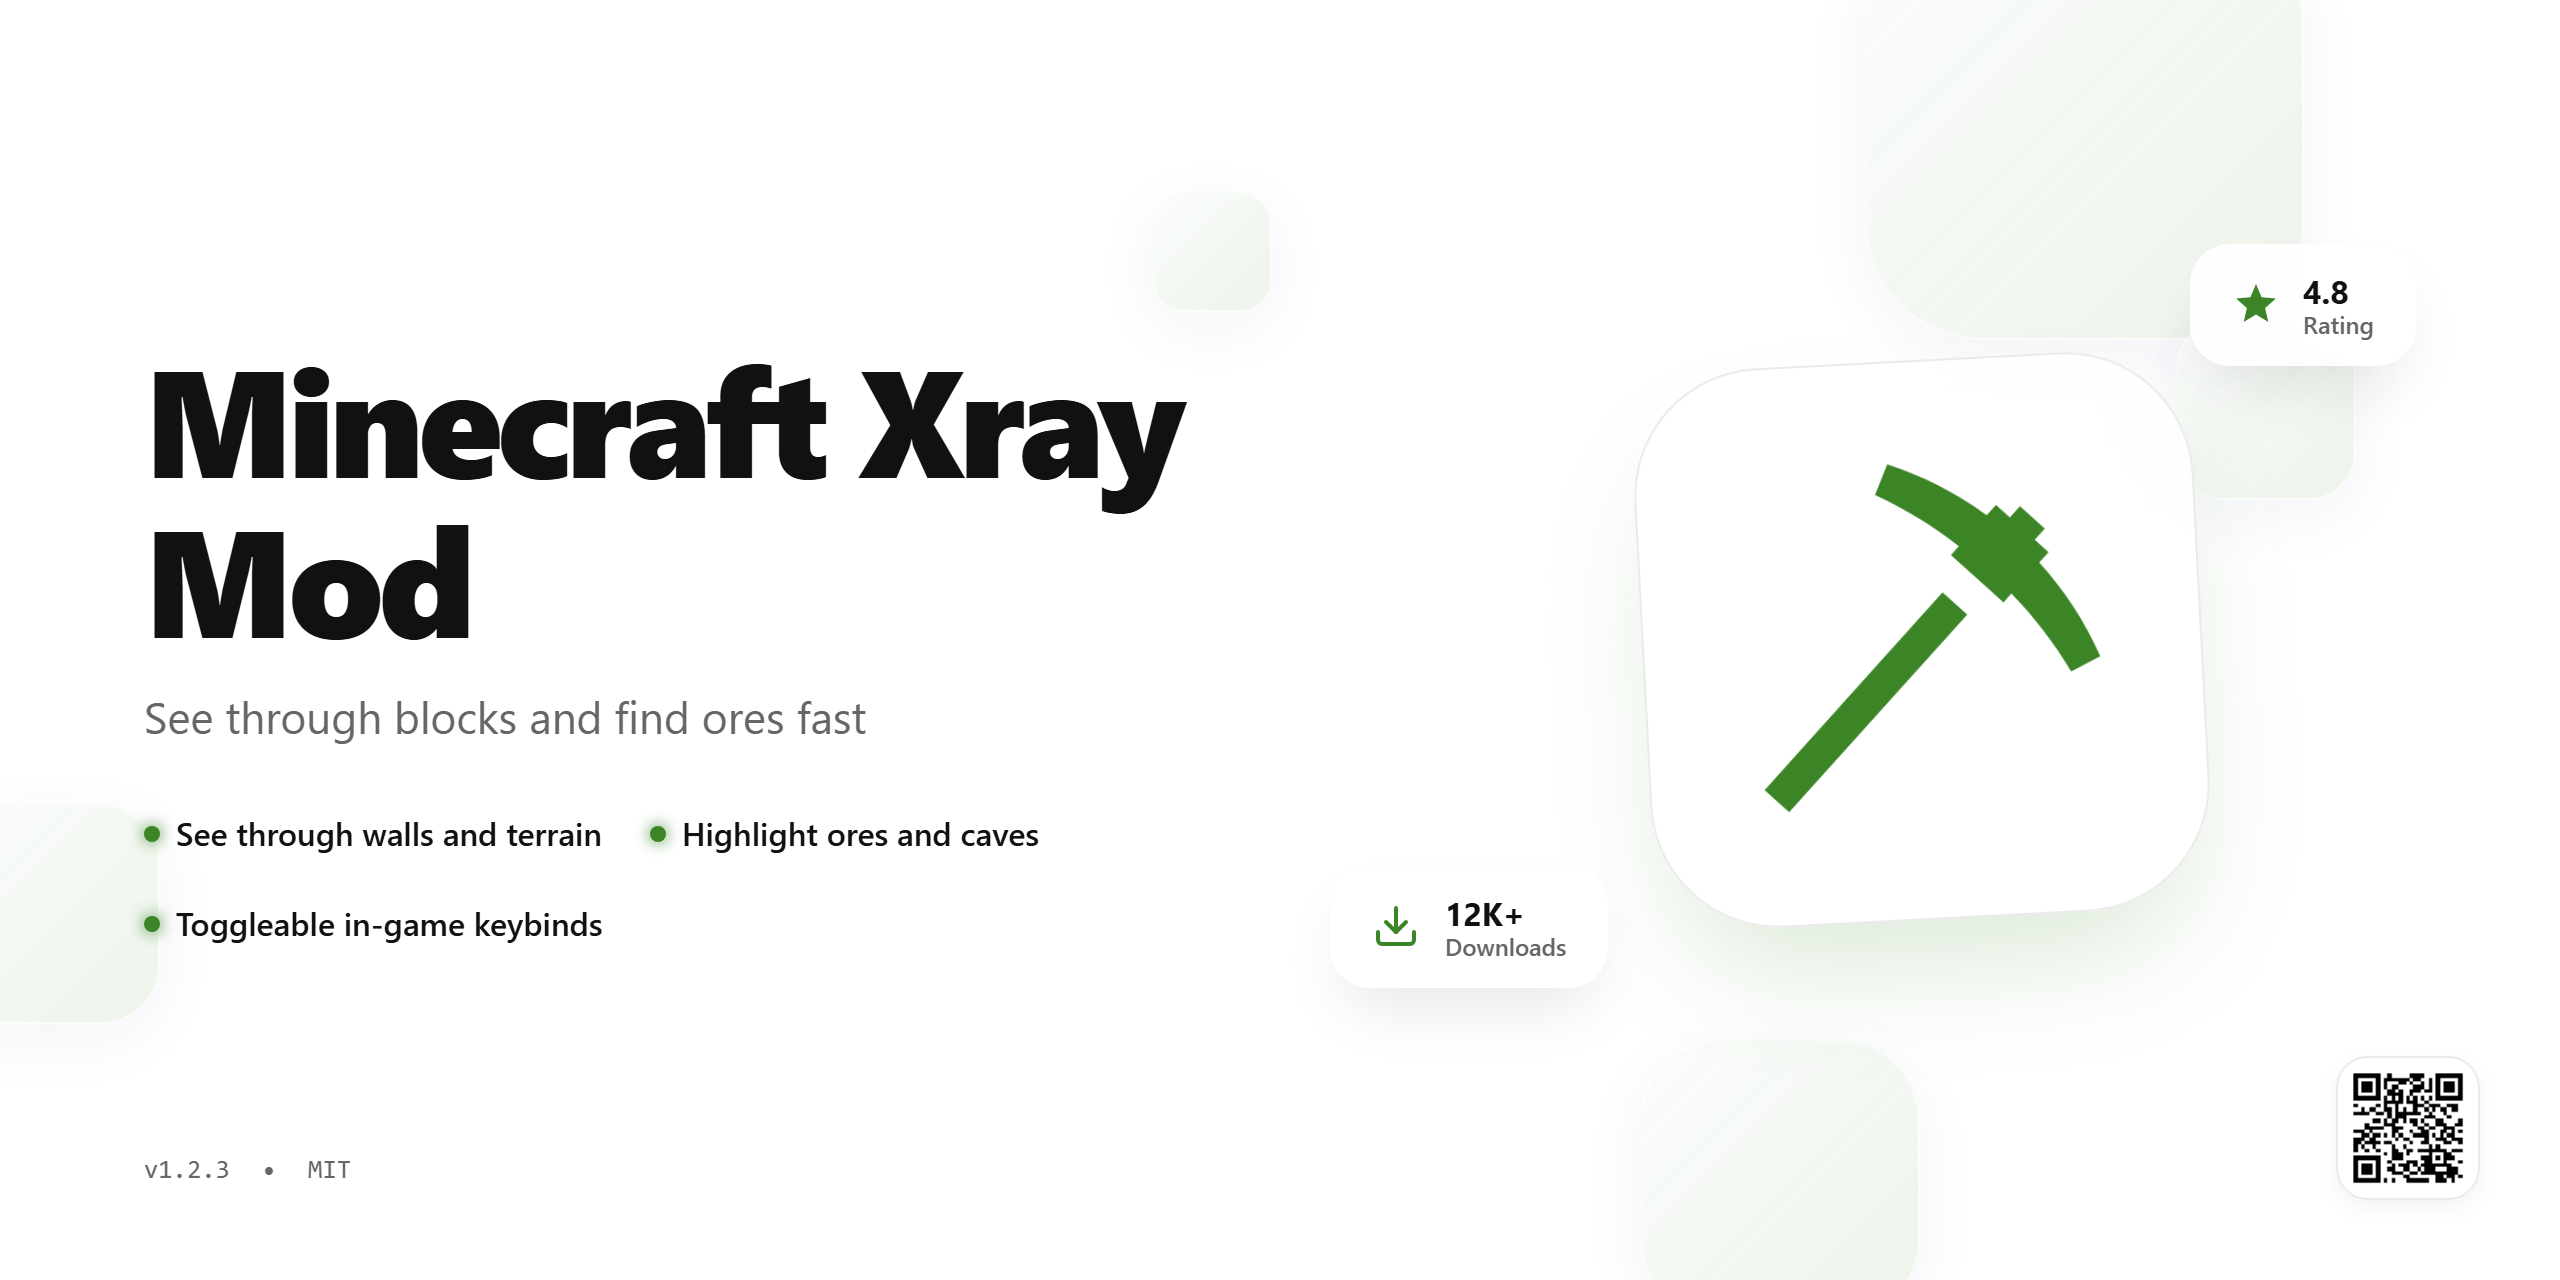 Minecraft Xray
Mod
See through blocks and find ores fast
See through walls and terrain
Highlight ores and caves
Toggleable in-game keybinds
4.8
Rating
12K+
Downloads
v1.2.3 • MIT